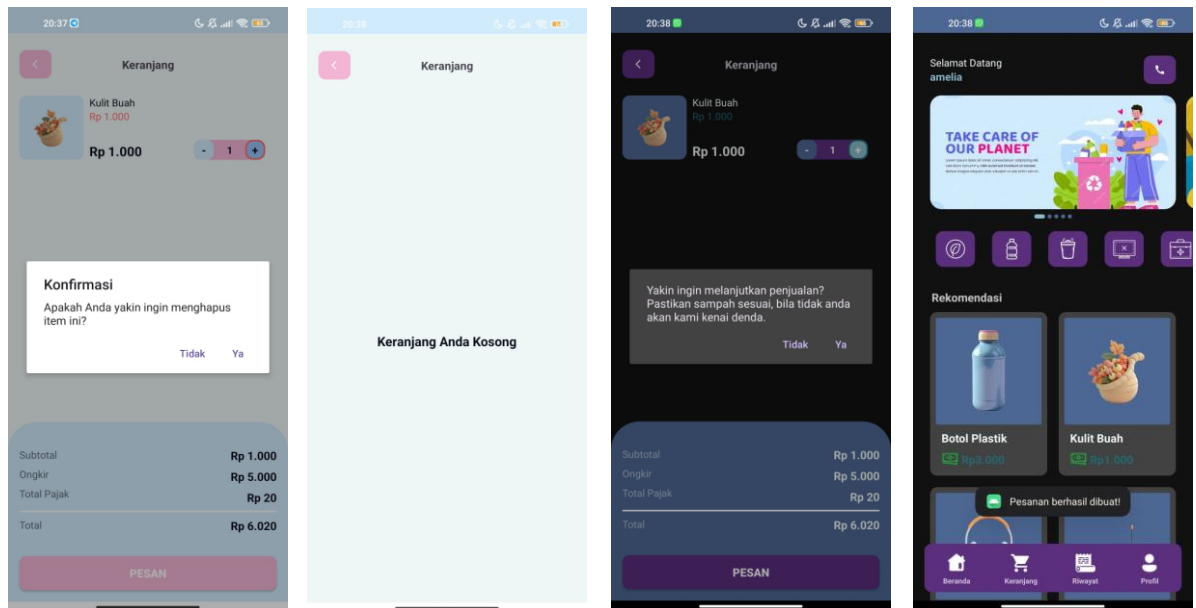 20:37
Keranjang
Kulit Buah
Rp 1.000
Rp 1.000
- 1 +
Konfirmasi
Apakah Anda yakin ingin menghapus
item ini?
Tidak Ya
Subtotal Rp 1.000
Ongkir Rp 5.000
Total Pajak Rp 20
Total Rp 6.020
PESAN
20:38
Keranjang
Keranjang Anda Kosong
20:38
Keranjang
Kulit Buah
Rp 1.000
Rp 1.000
- 1 +
Yakin ingin melanjutkan penjualan?
Pastikan sampah sesuai, bila tidak anda
akan kami kenai denda.
Tidak Ya
Subtotal Rp 1.000
Ongkir Rp 5.000
Total Pajak Rp 20
Total Rp 6.020
PESAN
20:38
Selamat Datang
amelia
TAKE CARE OF
OUR PLANET
Rekomendasi
Botol Plastik Kulit Buah
Rp3.000 Rp1.000
Pesanan berhasil dibuat!
Beranda Keranjang Riwayat Profil